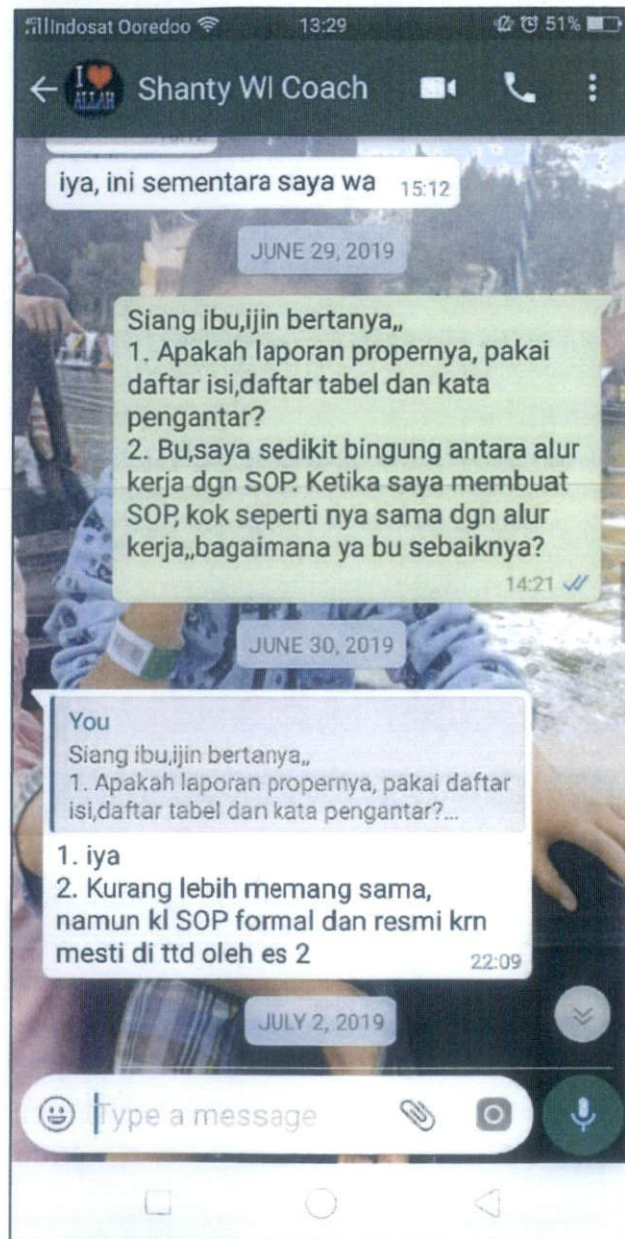 Indosat Ooredoo 13:29 51%
I ❤ ALLAH
Shanty WI Coach
iya, ini sementara saya wa 15:12
JUNE 29, 2019
Siang ibu,ijin bertanya,,
1. Apakah laporan propernya, pakai
daftar isi,daftar tabel dan kata
pengantar?
2. Bu,saya sedikit bingung antara alur
kerja dgn SOP. Ketika saya membuat
SOP, kok seperti nya sama dgn alur
kerja,,bagaimana ya bu sebaiknya?
14:21
JUNE 30, 2019
You
Siang ibu,ijin bertanya,,
1. Apakah laporan propernya, pakai daftar
isi,daftar tabel dan kata pengantar?...
1. iya
2. Kurang lebih memang sama,
namun kl SOP formal dan resmi krn
mesti di ttd oleh es 2
22:09
JULY 2, 2019
Type a message